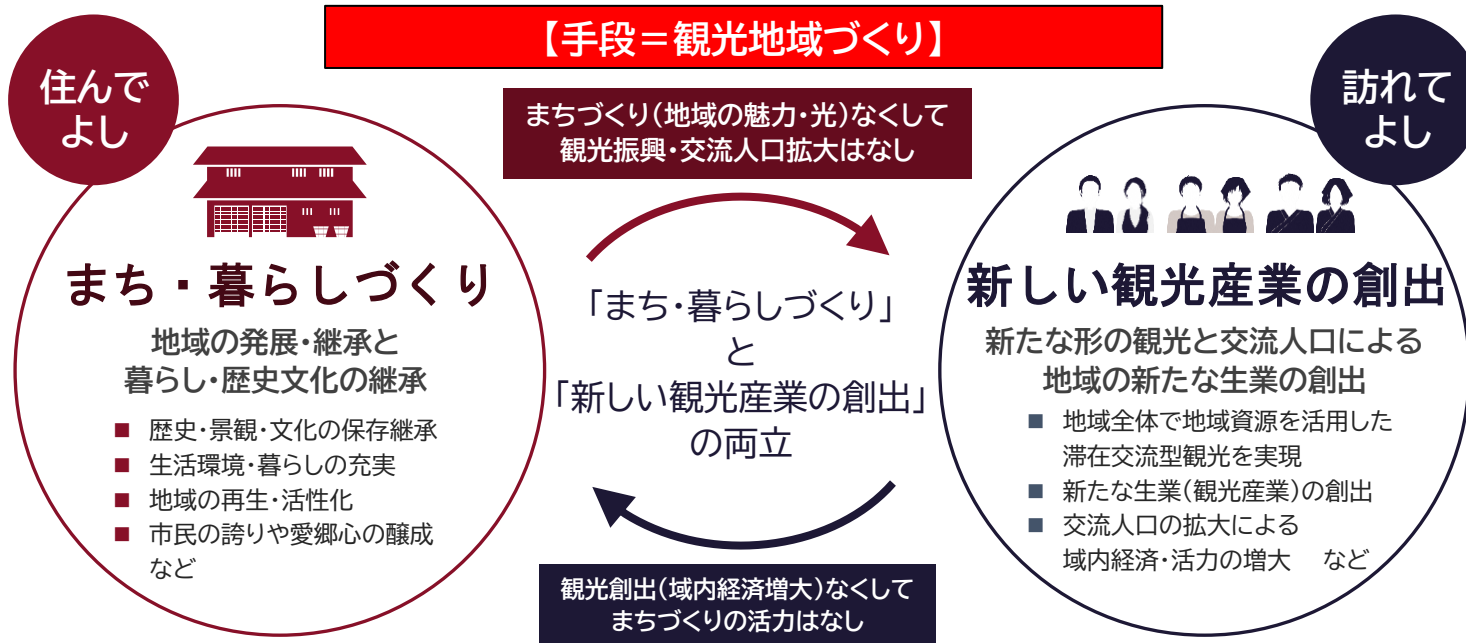 【手段＝観光地域づくり】
住んで
よし
まち・暮らしづくり
地域の発展・継承と
暮らし・歴史文化の継承
■ 歴史・景観・文化の保存継承
■ 生活環境・暮らしの充実
■ 地域の再生・活性化
■ 市民の誇りや愛郷心の醸成
など
まちづくり(地域の魅力・光)なくして
観光振興・交流人口拡大はなし
「まち・暮らしづくり」
と
「新しい観光産業の創出」
の両立
観光創出(域内経済増大)なくして
まちづくりの活力はなし
訪れて
よし
新しい観光産業の創出
新たな形の観光と交流人口による
地域の新たな生業の創出
■ 地域全体で地域資源を活用した
滞在交流型観光を実現
■ 新たな生業(観光産業)の創出
■ 交流人口の拡大による
域内経済・活力の増大　など